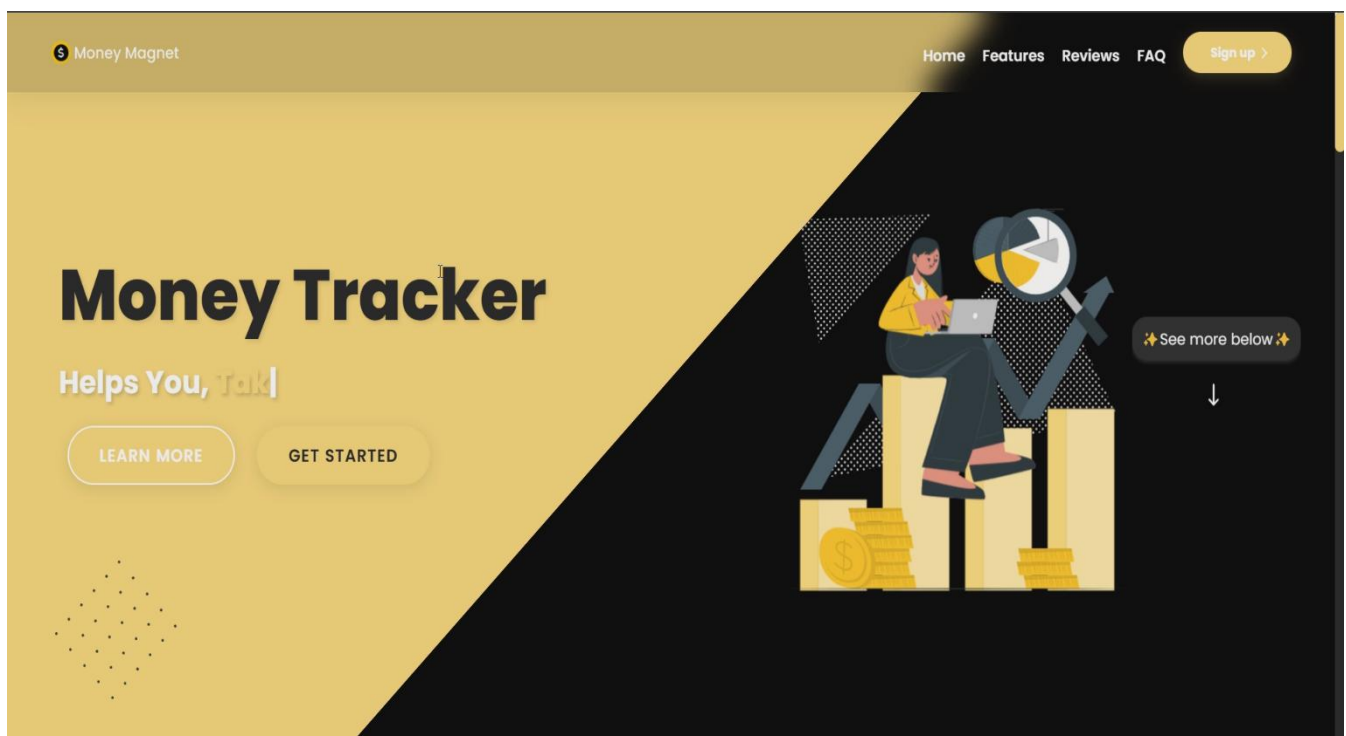 $ Money Magnet
Home Features Reviews FAQ Sign up >
Money Tracker
Helps You, Tak|
LEARN MORE GET STARTED
✨See more below✨
↓
$